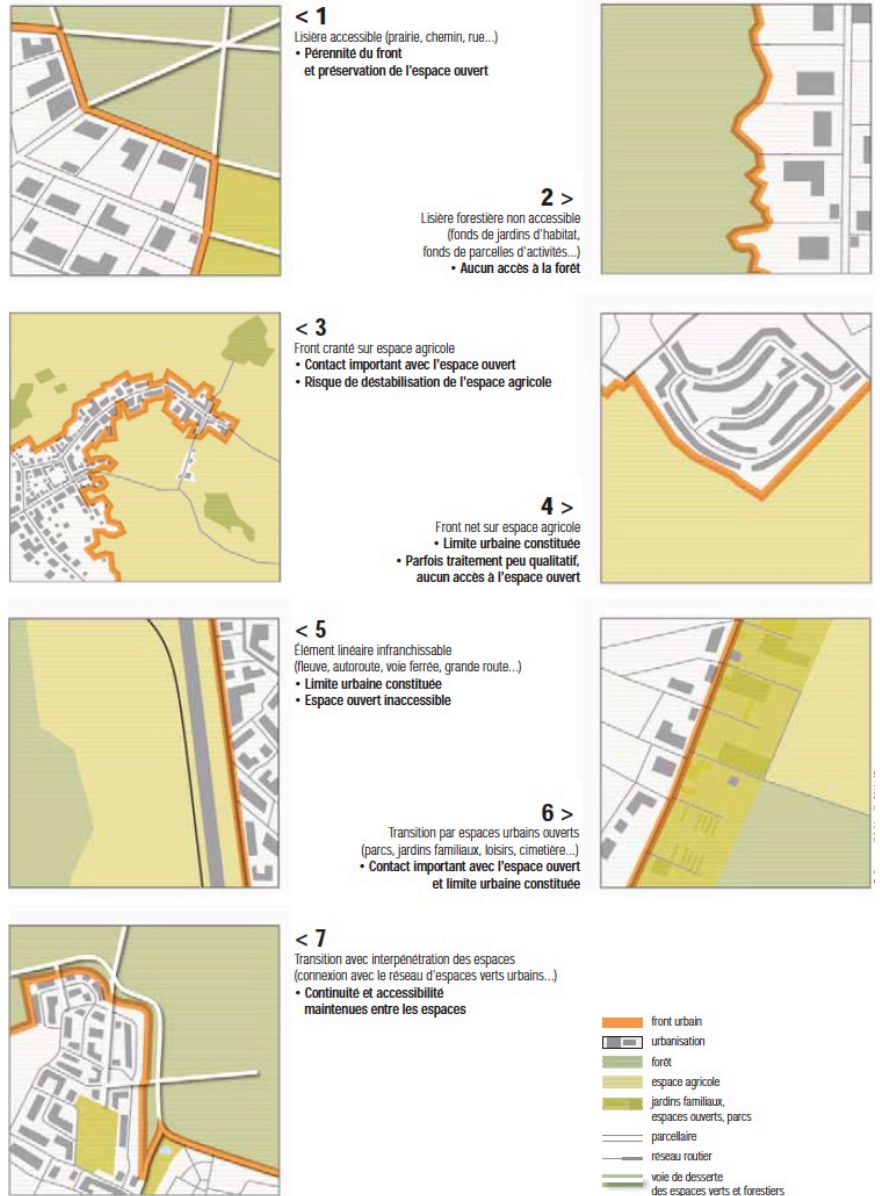 < 1
Lisière accessible (prairie, chemin, rue...)
• Pérennité du front
et préservation de l'espace ouvert
2 >
Lisière forestière non accessible
(fonds de jardins d'habitat,
fonds de parcelles d'activités...)
• Aucun accès à la forêt
< 3
Front cranté sur espace agricole
• Contact important avec l'espace ouvert
• Risque de déstabilisation de l'espace agricole
4 >
Front net sur espace agricole
• Limite urbaine constituée
• Parfois traitement peu qualitatif,
aucun accès à l'espace ouvert
< 5
Élément linéaire infranchissable
(fleuve, autoroute, voie ferrée, grande route...)
• Limite urbaine constituée
• Espace ouvert inaccessible
6 >
Transition par espaces urbains ouverts
(parcs, jardins familiaux, loisirs, cimetière...)
• Contact important avec l'espace ouvert
et limite urbaine constituée
< 7
Transition avec interpénétration des espaces
(connexion avec le réseau d'espaces verts urbains...)
• Continuité et accessibilité
maintenues entre les espaces
front urbain
urbanisation
forêt
espace agricole
jardins familiaux,
espaces ouverts, parcs
parcellaire
réseau routier
voie de desserte
des espaces verts et forestiers